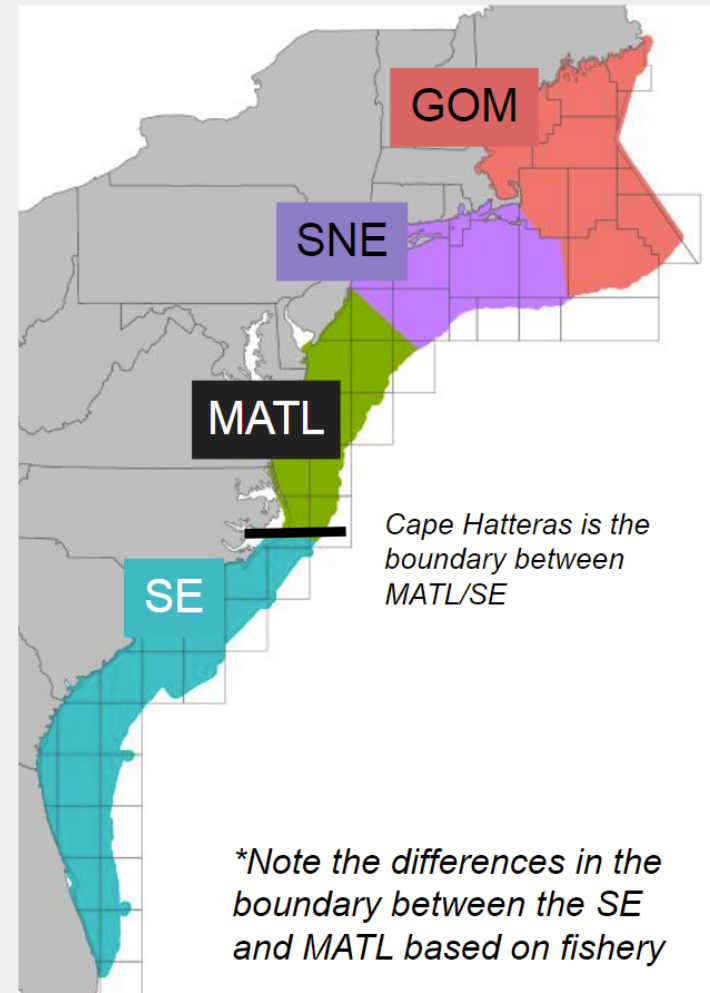 GOM
SNE
MATL
Cape Hatteras is the
boundary between
MATL/SE
SE
*Note the differences in the
boundary between the SE
and MATL based on fishery